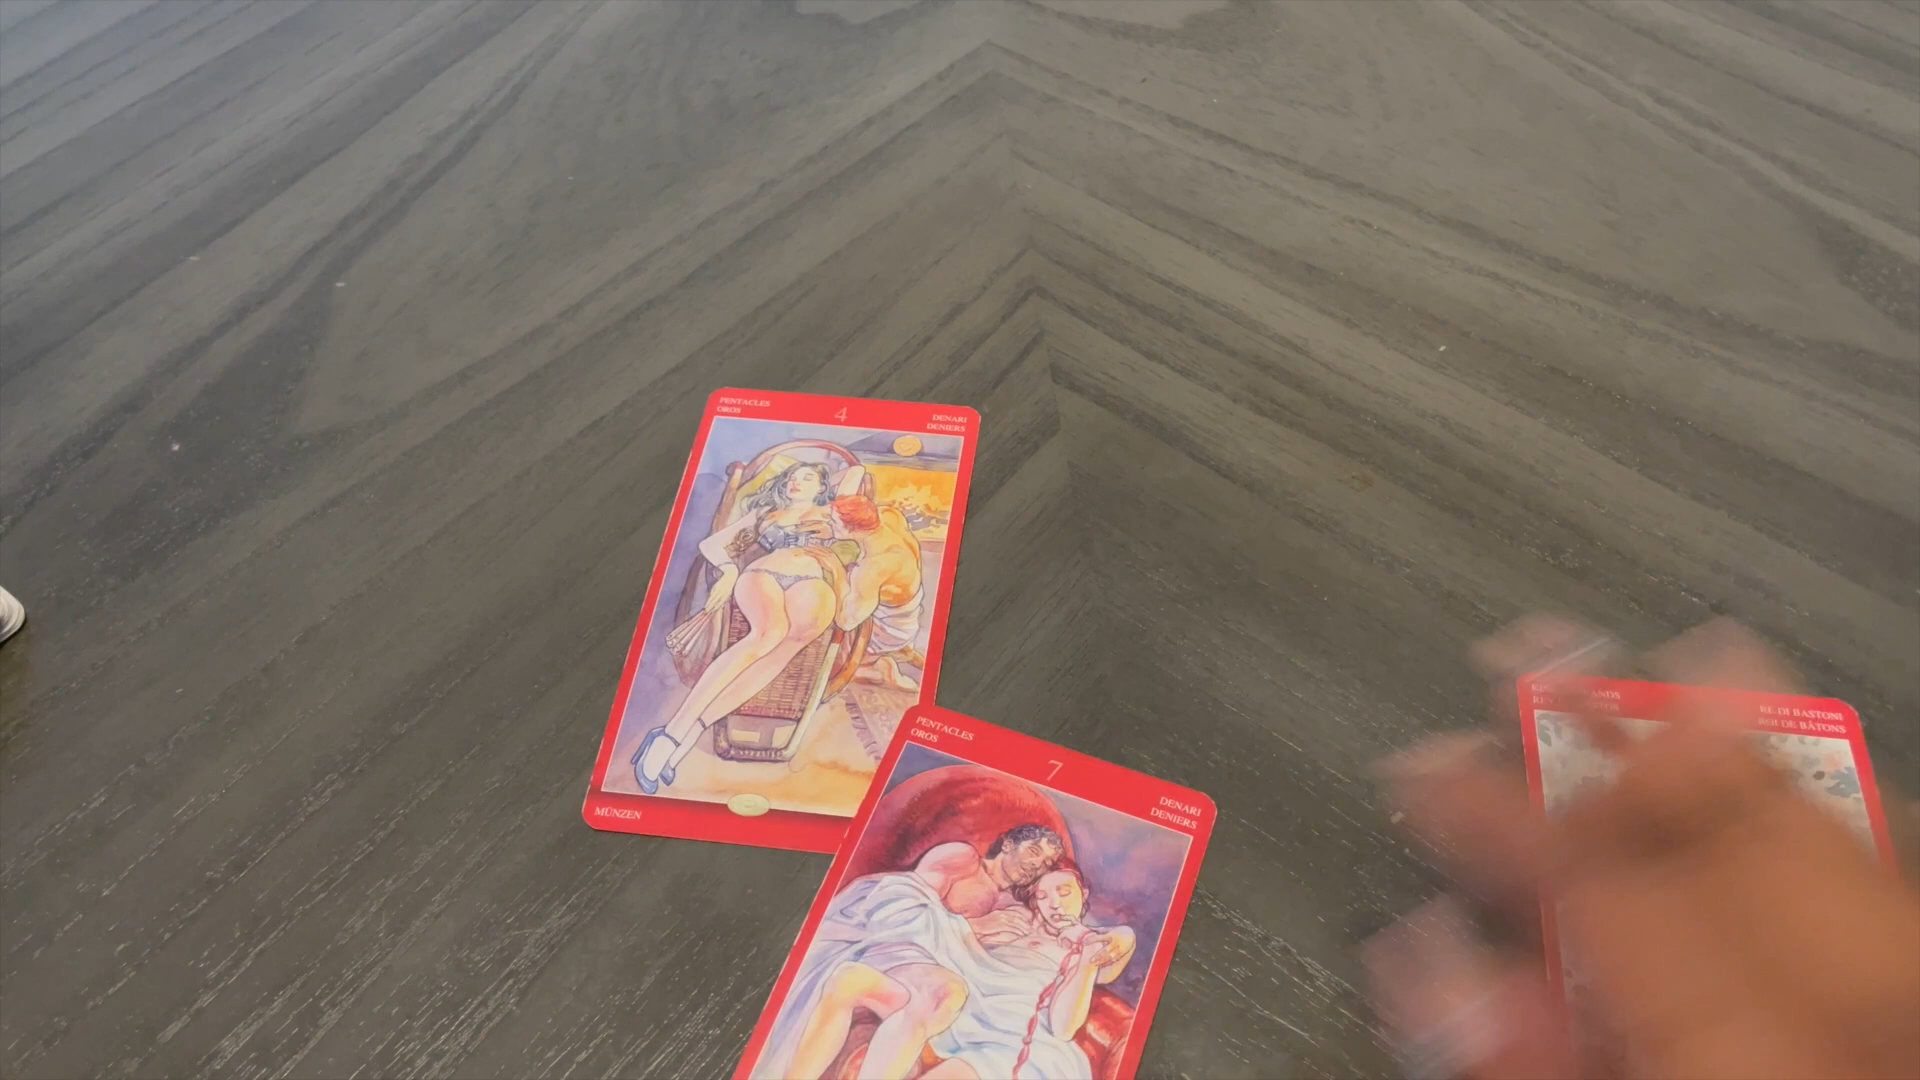 PENTACLES
OROS
4
DENARI
DENIERS
MÜNZEN
PENTACLES
OROS
7
DENARI
DENIERS
RE DI BASTONI
ROI DE BÂTONS